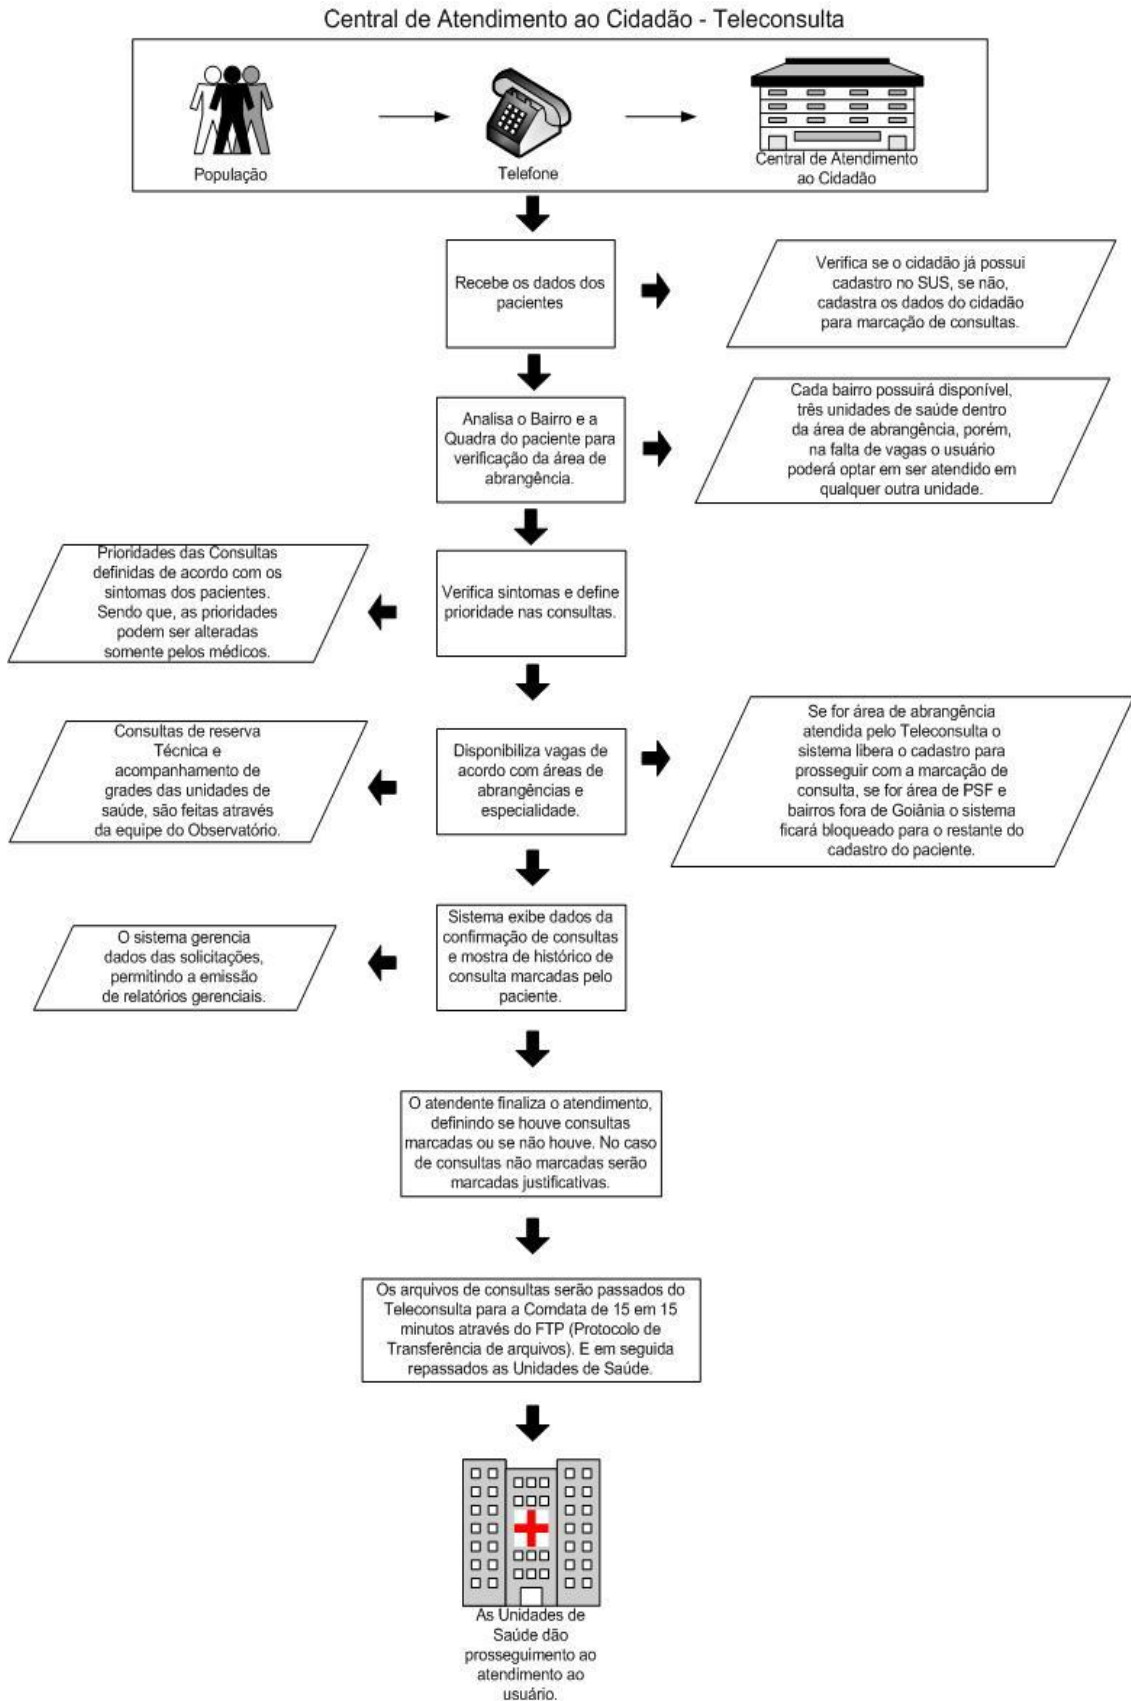 Central de Atendimento ao Cidadão - Teleconsulta
População
Telefone
Central de Atendimento
ao Cidadão
Recebe os dados dos
pacientes
Verifica se o cidadão já possui
cadastro no SUS, se não,
cadastra os dados do cidadão
para marcação de consultas.
Analisa o Bairro e a
Quadra do paciente para
verificação da área de
abrangência.
Cada bairro possuirá disponível,
três unidades de saúde dentro
da área de abrangência, porém,
na falta de vagas o usuário
poderá optar em ser atendido em
qualquer outra unidade.
Prioridades das Consultas
definidas de acordo com os
sintomas dos pacientes.
Sendo que, as prioridades
podem ser alteradas
somente pelos médicos.
Verifica sintomas e define
prioridade nas consultas.
Consultas de reserva
Técnica e
acompanhamento de
grades das unidades de
saúde, são feitas através
da equipe do Observatório.
Disponibiliza vagas de
acordo com áreas de
abrangências e
especialidade.
Se for área de abrangência
atendida pelo Teleconsulta o
sistema libera o cadastro para
prosseguir com a marcação de
consulta, se for área de PSF e
bairros fora de Goiânia o sistema
ficará bloqueado para o restante do
cadastro do paciente.
O sistema gerencia
dados das solicitações,
permitindo a emissão
de relatórios gerenciais.
Sistema exibe dados da
confirmação de consultas
e mostra de histórico de
consulta marcadas pelo
paciente.
O atendente finaliza o atendimento,
definindo se houve consultas
marcadas ou se não houve. No caso
de consultas não marcadas serão
marcadas justificativas.
Os arquivos de consultas serão passados do
Teleconsulta para a Comdata de 15 em 15
minutos através do FTP (Protocolo de
Transferência de arquivos). E em seguida
repassados as Unidades de Saúde.
As Unidades de
Saúde dão
prosseguimento ao
atendimento ao
usuário.